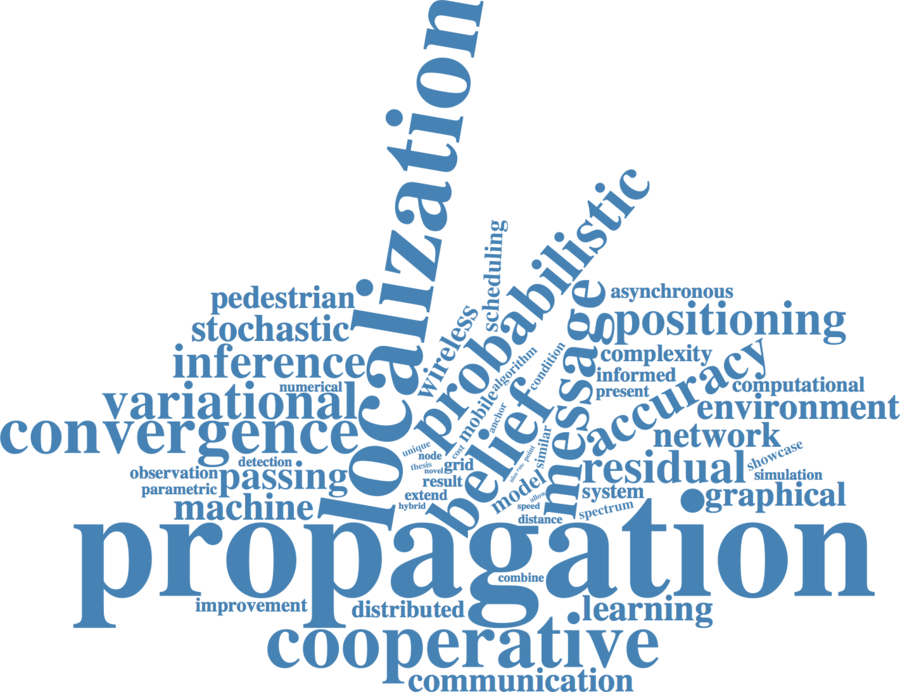 localization
probabilistic
scheduling
pedestrian
asynchronous
stochastic
wireless
message
positioning
inference
algorithm
condition
complexity
accuracy
numerical
mobile
informed
present
computational
variational
anchor
belief
environment
convergence
unique
cost
similar
network
node
point
detection
thesis
grid
novel
observation
passing
residual
showcase
result
model
simulation
parametric
extend
system
graphical
machine
hybrid
speed
allow
spectrum
distance
propagation
combine
improvement
distributed
learning
cooperative
communication